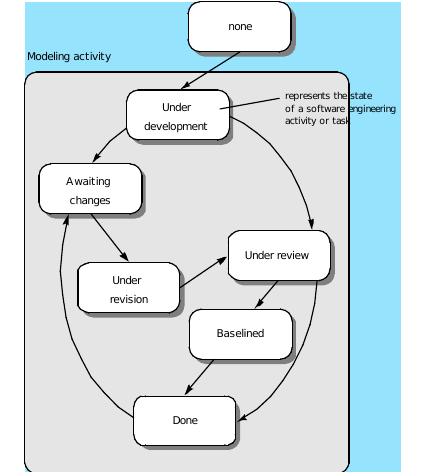 none
Modeling activity
represents the state
of a software engineering
activity or task
Under
development
Awaiting
changes
Under review
Under
revision
Baselined
Done